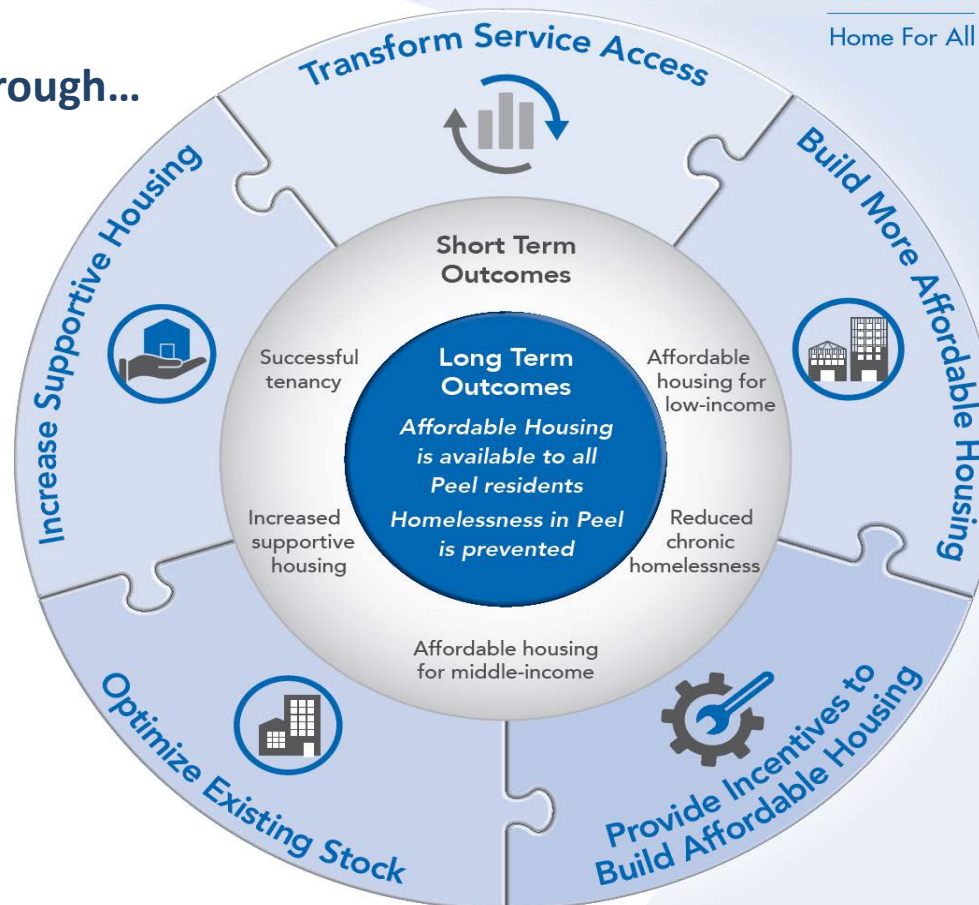 Home For All
rough...
Transform Service Access
Build More Affordable Housing
Provide Incentives to
Build Affordable Housing
Optimize Existing Stock
Increase Supportive Housing
Short Term
Outcomes
Successful
tenancy
Affordable
housing for
low-income
Increased
supportive
housing
Reduced
chronic
homelessness
Affordable housing
for middle-income
Long Term
Outcomes
Affordable Housing
is available to all
Peel residents
Homelessness in Peel
is prevented